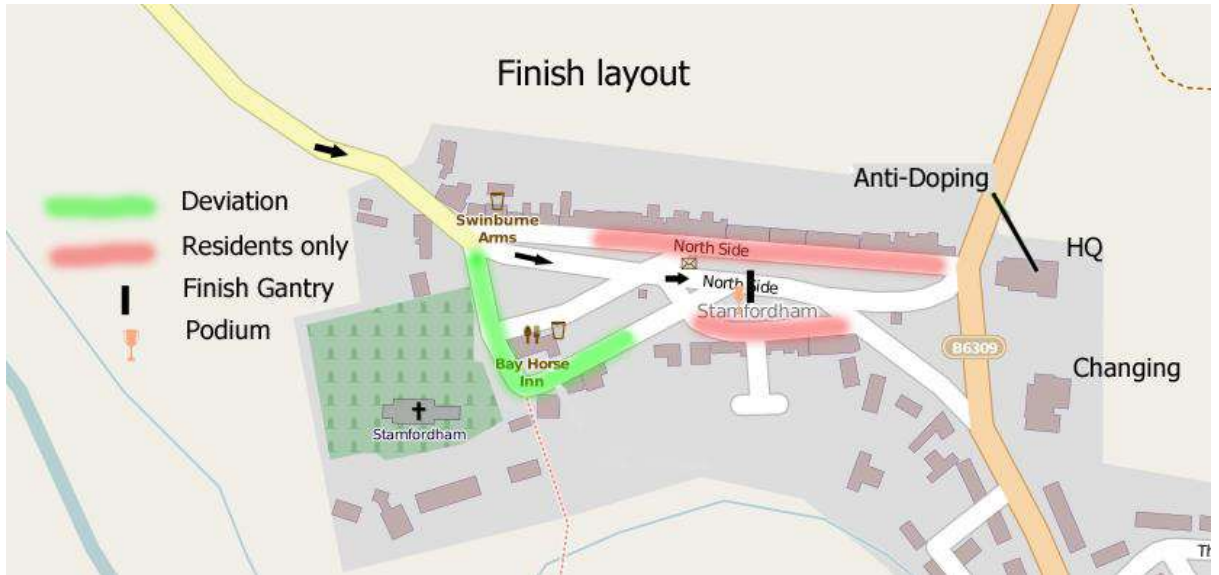 Finish layout
Anti-Doping
Deviation
Swinburne
Arms
Residents only
North Side
HQ
Finish Gantry
North Side
Podium
Stamfordham
B6309
Bay Horse
Inn
Changing
Stamfordham
Th